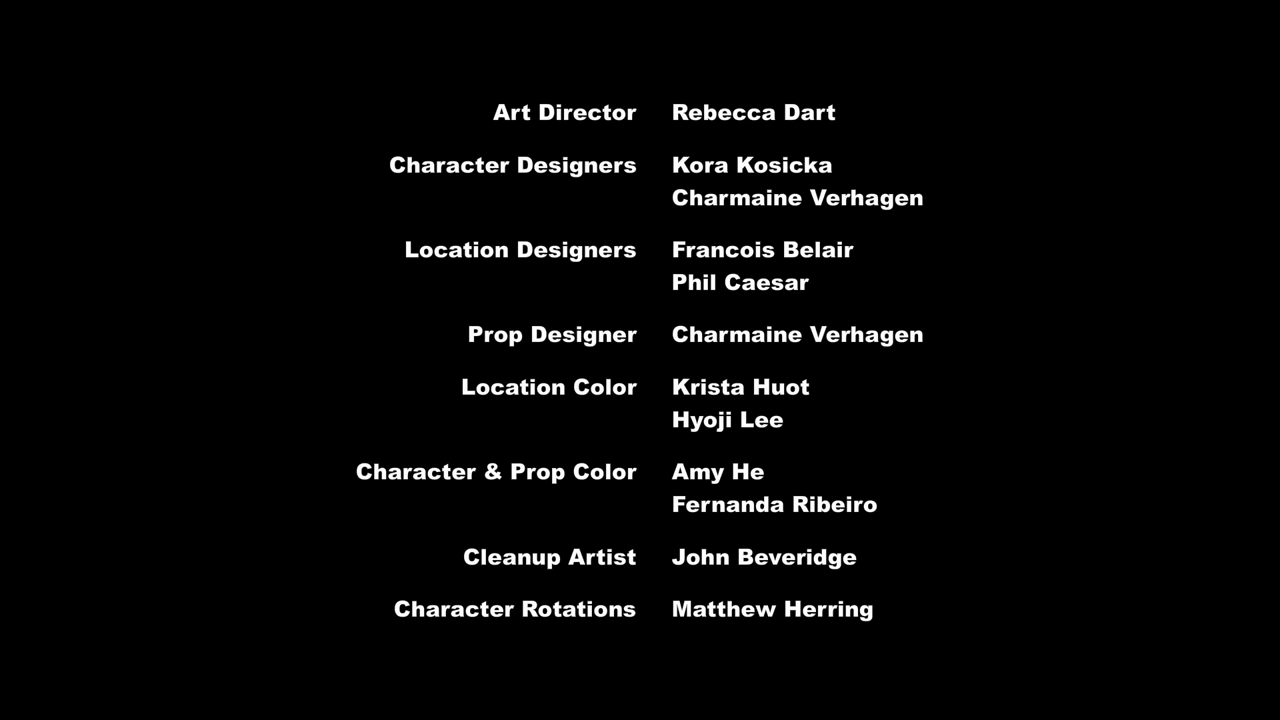 Art Director Rebecca Dart
Character Designers Kora Kosicka
Charmaine Verhagen
Location Designers Francois Belair
Phil Caesar
Prop Designer Charmaine Verhagen
Location Color Krista Huot
Hyoji Lee
Character & Prop Color Amy He
Fernanda Ribeiro
Cleanup Artist John Beveridge
Character Rotations Matthew Herring